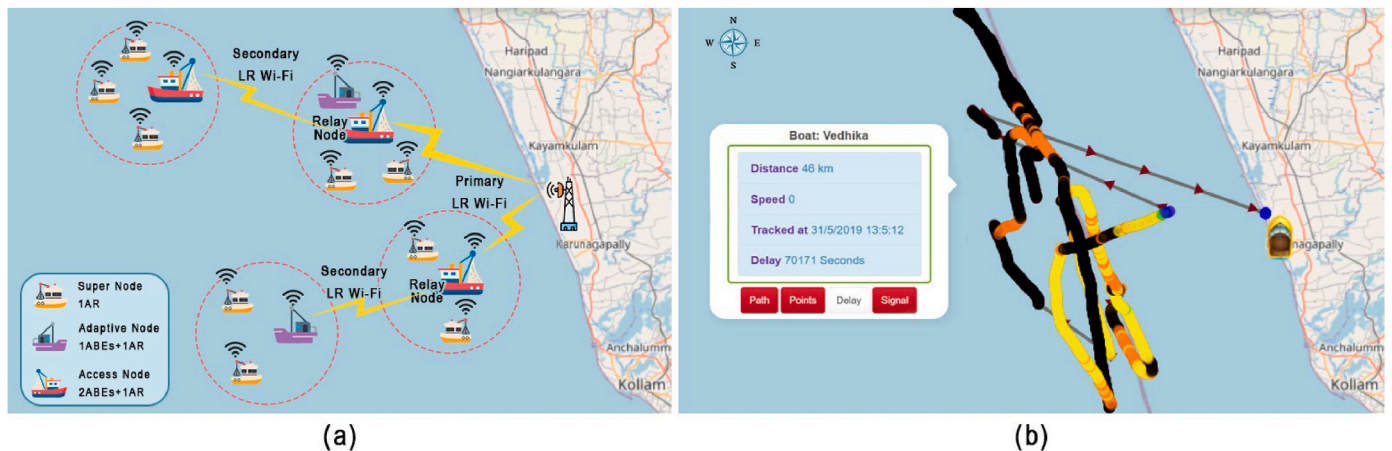 Secondary
LR Wi-Fi
Haripad
Nangiarkulangara
Relay
Node
Kayamkulam
Primary
LR Wi-Fi
Karunagapally
Secondary
LR Wi-Fi
Relay
Node
Super Node
1AR
Adaptive Node
1ABEs+1AR
Access Node
2ABEs+1AR
Anchalumm
Kollam
(a)
N
W E
S
Haripad
Nangiarkulangara
Boat: Vedhika
Distance 46 km
Speed 0
Tracked at 31/5/2019 13:5:12
Delay 70171 Seconds
Path Points Delay Signal
Kayamkulam
nagapally
Anchalumm
Kollam
(b)